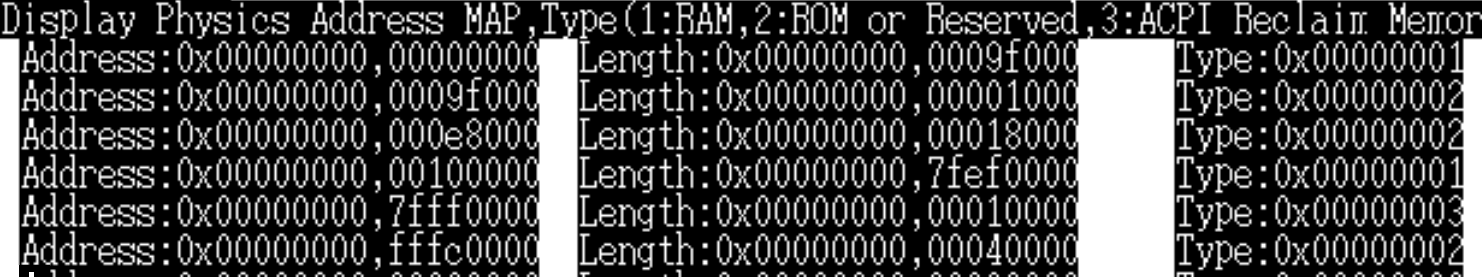 Display Physics Address MAP,Type(1:RAM,2:ROM or Reserved,3:ACPI Reclaim Memor
Address:0x00000000,00000000 Length:0x00000000,0009f000 Type:0x00000001
Address:0x00000000,0009f000 Length:0x00000000,00001000 Type:0x00000002
Address:0x00000000,000e8000 Length:0x00000000,00018000 Type:0x00000002
Address:0x00000000,00100000 Length:0x00000000,7fef0000 Type:0x00000001
Address:0x00000000,7fff0000 Length:0x00000000,00010000 Type:0x00000003
Address:0x00000000,fffc0000 Length:0x00000000,00040000 Type:0x00000002